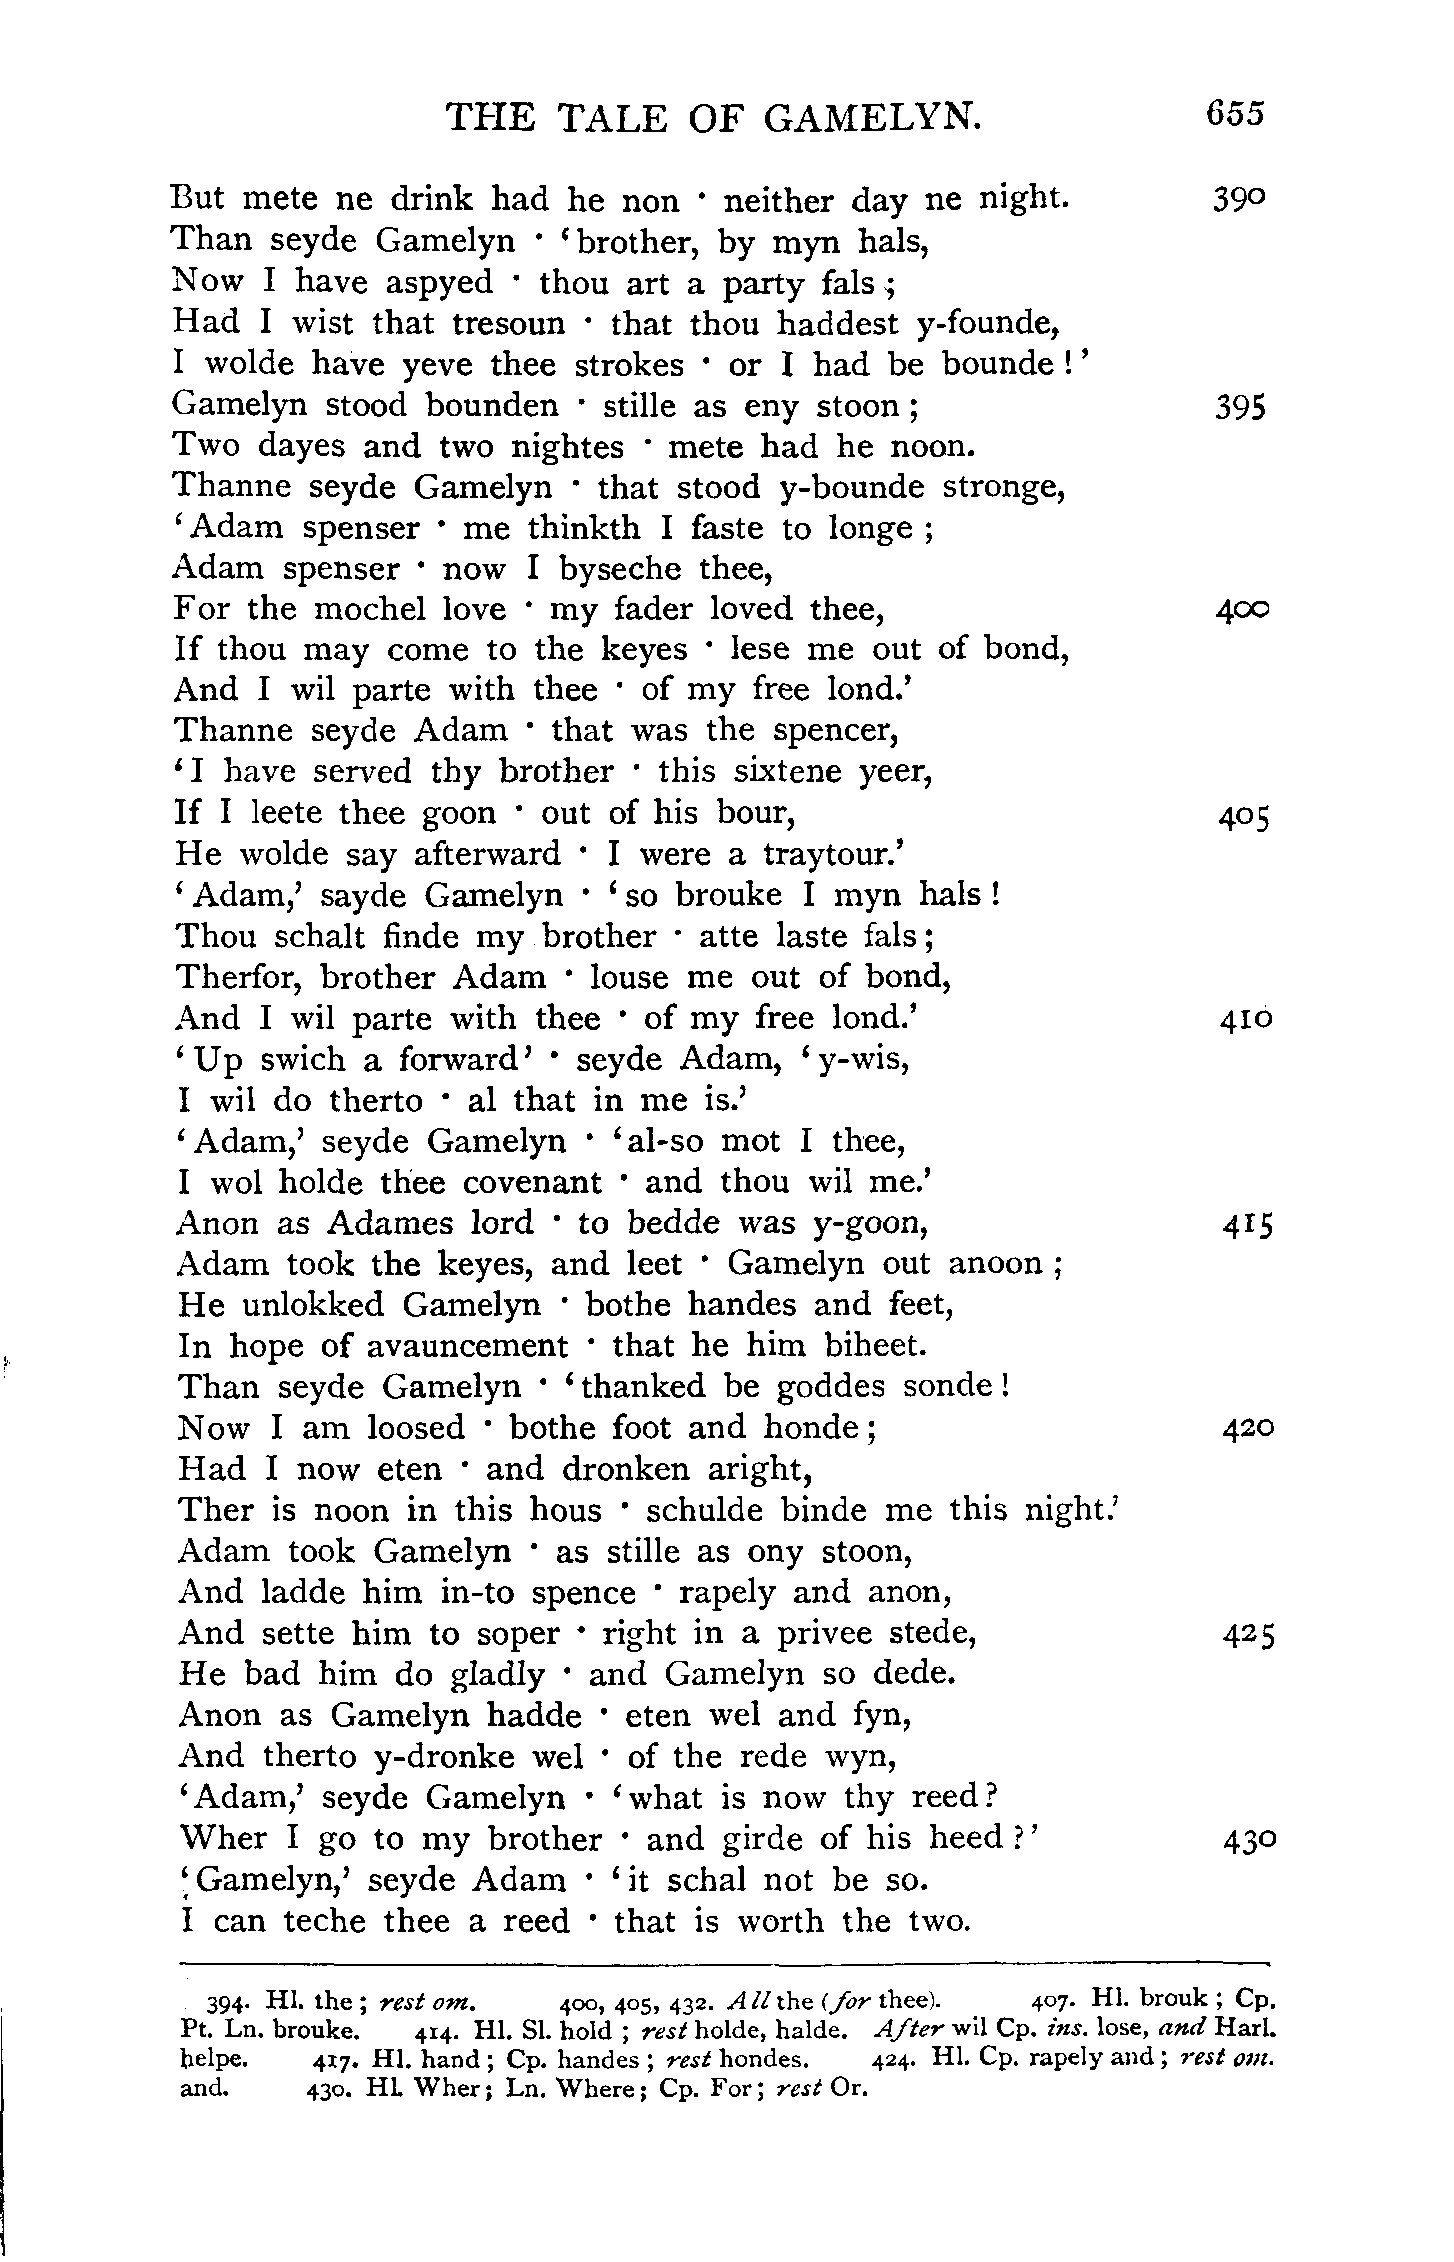 THE TALE OF GAMELYN. 655
But mete ne drink had he non · neither day ne night. 390
Than seyde Gamelyn · ‘brother, by myn hals,
Now I have aspyed · thou art a party fals ;
Had I wist that tresoun · that thou haddest y-founde,
I wolde have yeve thee strokes · or I had be bounde !’
Gamelyn stood bounden · stille as eny stoon ; 395
Two dayes and two nightes · mete had he noon.
Thanne seyde Gamelyn · that stood y-bounde stronge,
‘Adam spenser · me thinkth I faste to longe ;
Adam spenser · now I byseche thee,
For the mochel love · my fader loved thee, 400
If thou may come to the keyes · lese me out of bond,
And I wil parte with thee · of my free lond.’
Thanne seyde Adam · that was the spencer,
‘I have served thy brother · this sixtene yeer,
If I leete thee goon · out of his bour, 405
He wolde say afterward · I were a traytour.’
‘Adam,’ sayde Gamelyn · ‘so brouke I myn hals !
Thou schalt finde my brother · atte laste fals ;
Therfor, brother Adam · louse me out of bond,
And I wil parte with thee · of my free lond.’ 410
‘Up swich a forward’ · seyde Adam, ‘y-wis,
I wil do therto · al that in me is.’
‘Adam,’ seyde Gamelyn · ‘al-so mot I thee,
I wol holde thee covenant · and thou wil me.’
Anon as Adames lord · to bedde was y-goon, 415
Adam took the keyes, and leet · Gamelyn out anoon ;
He unlokked Gamelyn · bothe handes and feet,
In hope of avauncement · that he him biheet.
Than seyde Gamelyn · ‘thanked be goddes sonde !
Now I am loosed · bothe foot and honde ; 420
Had I now eten · and dronken aright,
Ther is noon in this hous · schulde binde me this night.’
Adam took Gamelyn · as stille as ony stoon,
And ladde him in-to spence · rapely and anon,
And sette him to soper · right in a privee stede, 425
He bad him do gladly · and Gamelyn so dede.
Anon as Gamelyn hadde · eten wel and fyn,
And therto y-dronke wel · of the rede wyn,
‘Adam,’ seyde Gamelyn · ‘what is now thy reed ?
Wher I go to my brother · and girde of his heed ?’ 430
‘Gamelyn,’ seyde Adam · ‘it schal not be so.
I can teche thee a reed · that is worth the two.
394. Hl. the ; rest om. 400, 405, 432. All the (for thee). 407. Hl. brouk ; Cp.
Pt. Ln. brouke. 414. Hl. Sl. hold ; rest holde, halde. After wil Cp. ins. lose, and Harl.
helpe. 417. Hl. hand ; Cp. handes ; rest hondes. 424. Hl. Cp. rapely and ; rest om.
and. 430. Hl. Wher ; Ln. Where ; Cp. For ; rest Or.